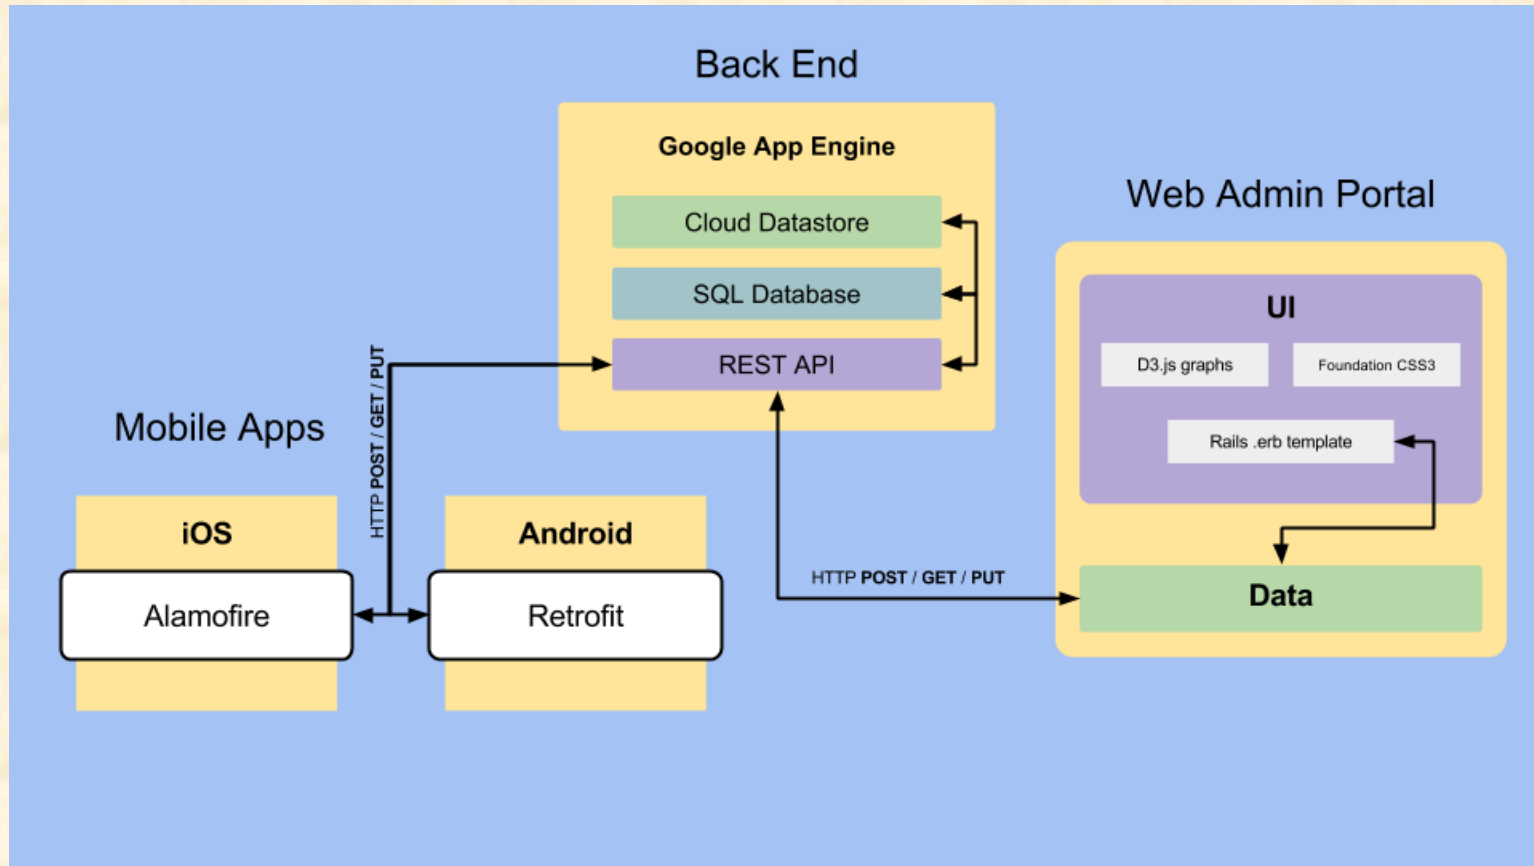 Back End
Google App Engine
Cloud Datastore
SQL Database
REST API
Web Admin Portal
UI
D3.js graphs
Foundation CSS3
Rails .erb template
Data
HTTP POST / GET / PUT
HTTP POST / GET / PUT
Mobile Apps
iOS
Alamofire
Android
Retrofit